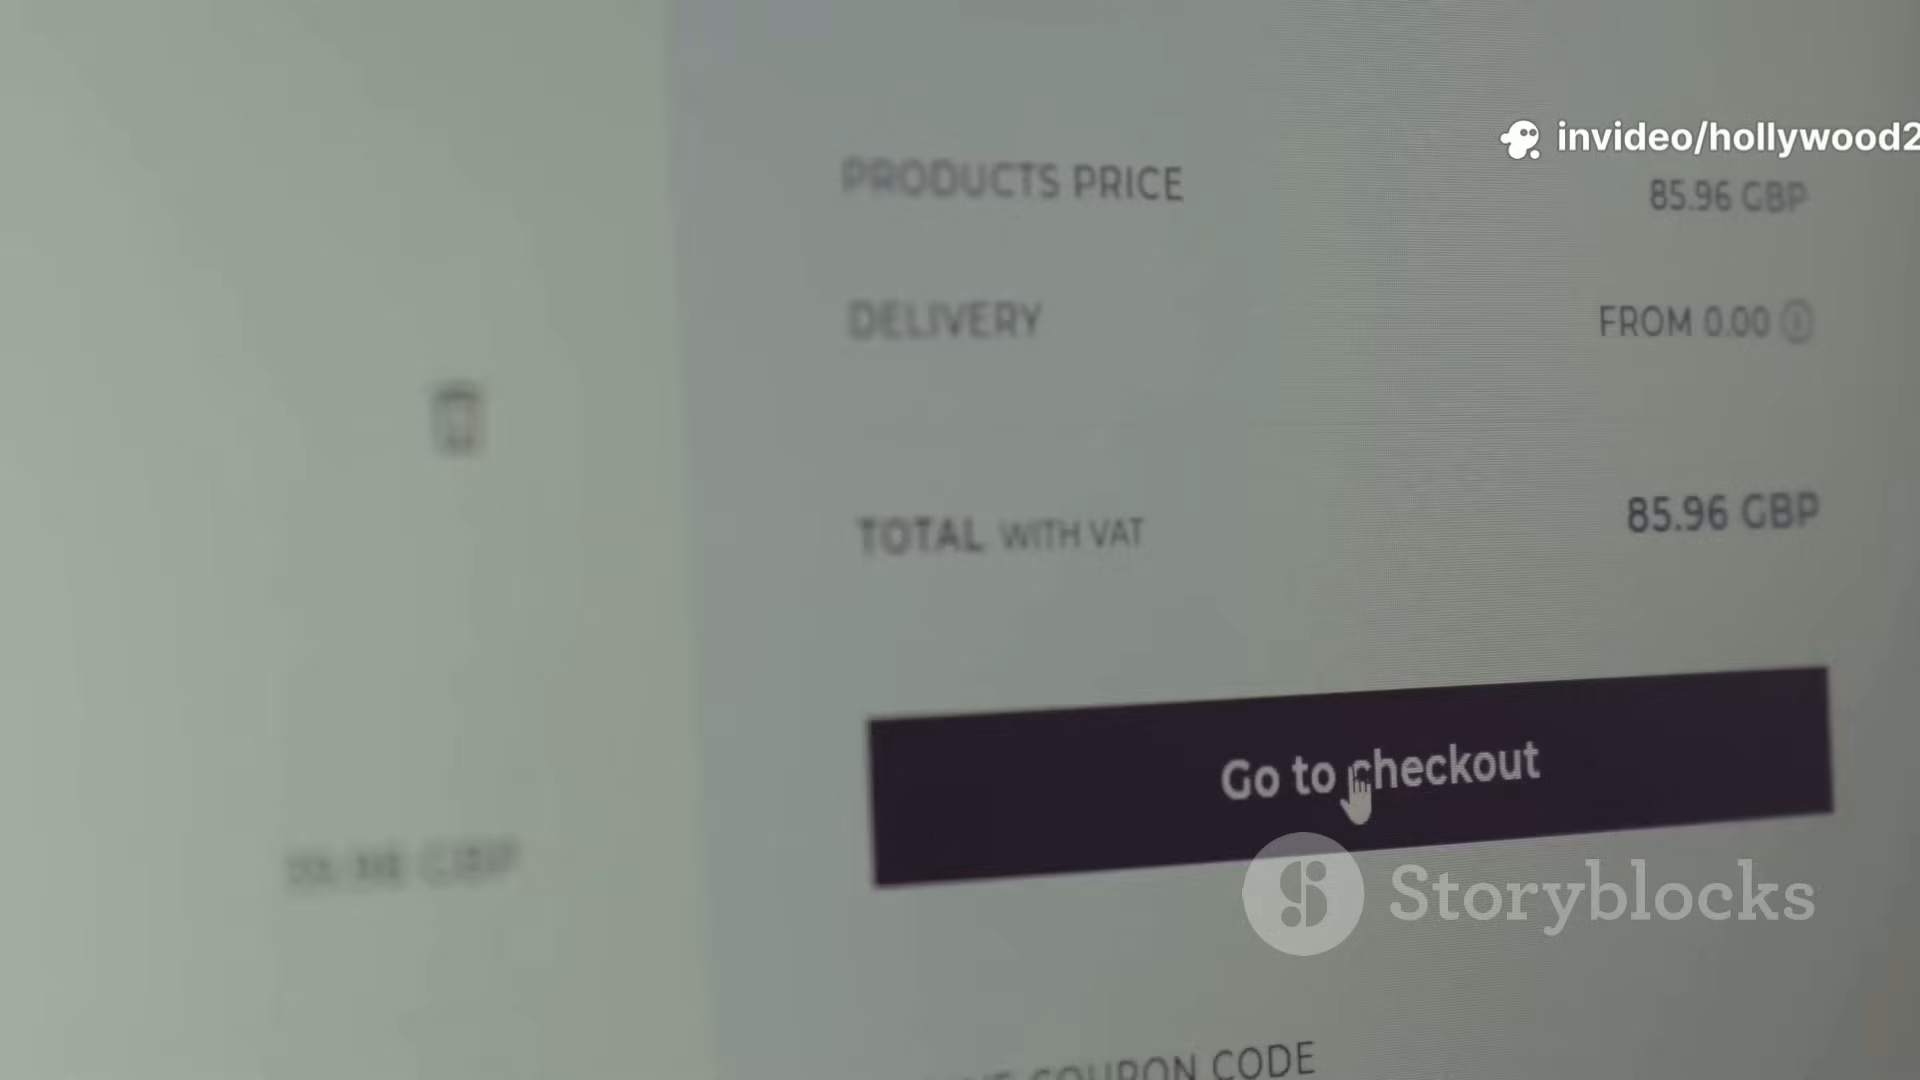 invideo/hollywood2
PRODUCTS PRICE 85.96 GBP
DELIVERY FROM 0.00
TOTAL WITH VAT 85.96 GBP
Go to checkout
Storyblocks
GBP
COUPON CODE